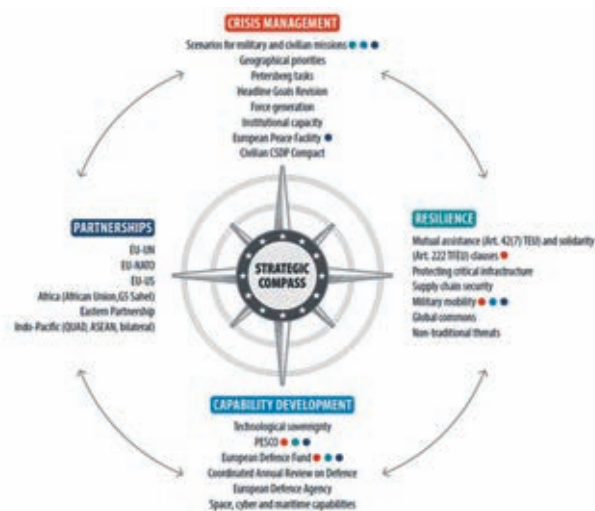 CRISIS MANAGEMENT
Scenarios for military and civilian missions
Geographical priorities
Petersberg tasks
Headline Goals Revision
Force generation
Institutional capacity
European Peace Facility
Civilian CSDP Compact
PARTNERSHIPS
EU-UN
EU-NATO
EU-US
Africa (African Union,G5 Sahel)
Eastern Partnership
Indo-Pacific (QUAD, ASEAN, bilateral)
STRATEGIC
COMPASS
RESILIENCE
Mutual assistance (Art. 42(7) TEU) and solidarity
(Art. 222 TFEU) clauses
Protecting critical infrastructure
Supply chain security
Military mobility
Global commons
Non-traditional threats
CAPABILITY DEVELOPMENT
Technological sovereignty
PESCO
European Defence Fund
Coordinated Annual Review on Defence
European Defence Agency
Space, cyber and maritime capabilities